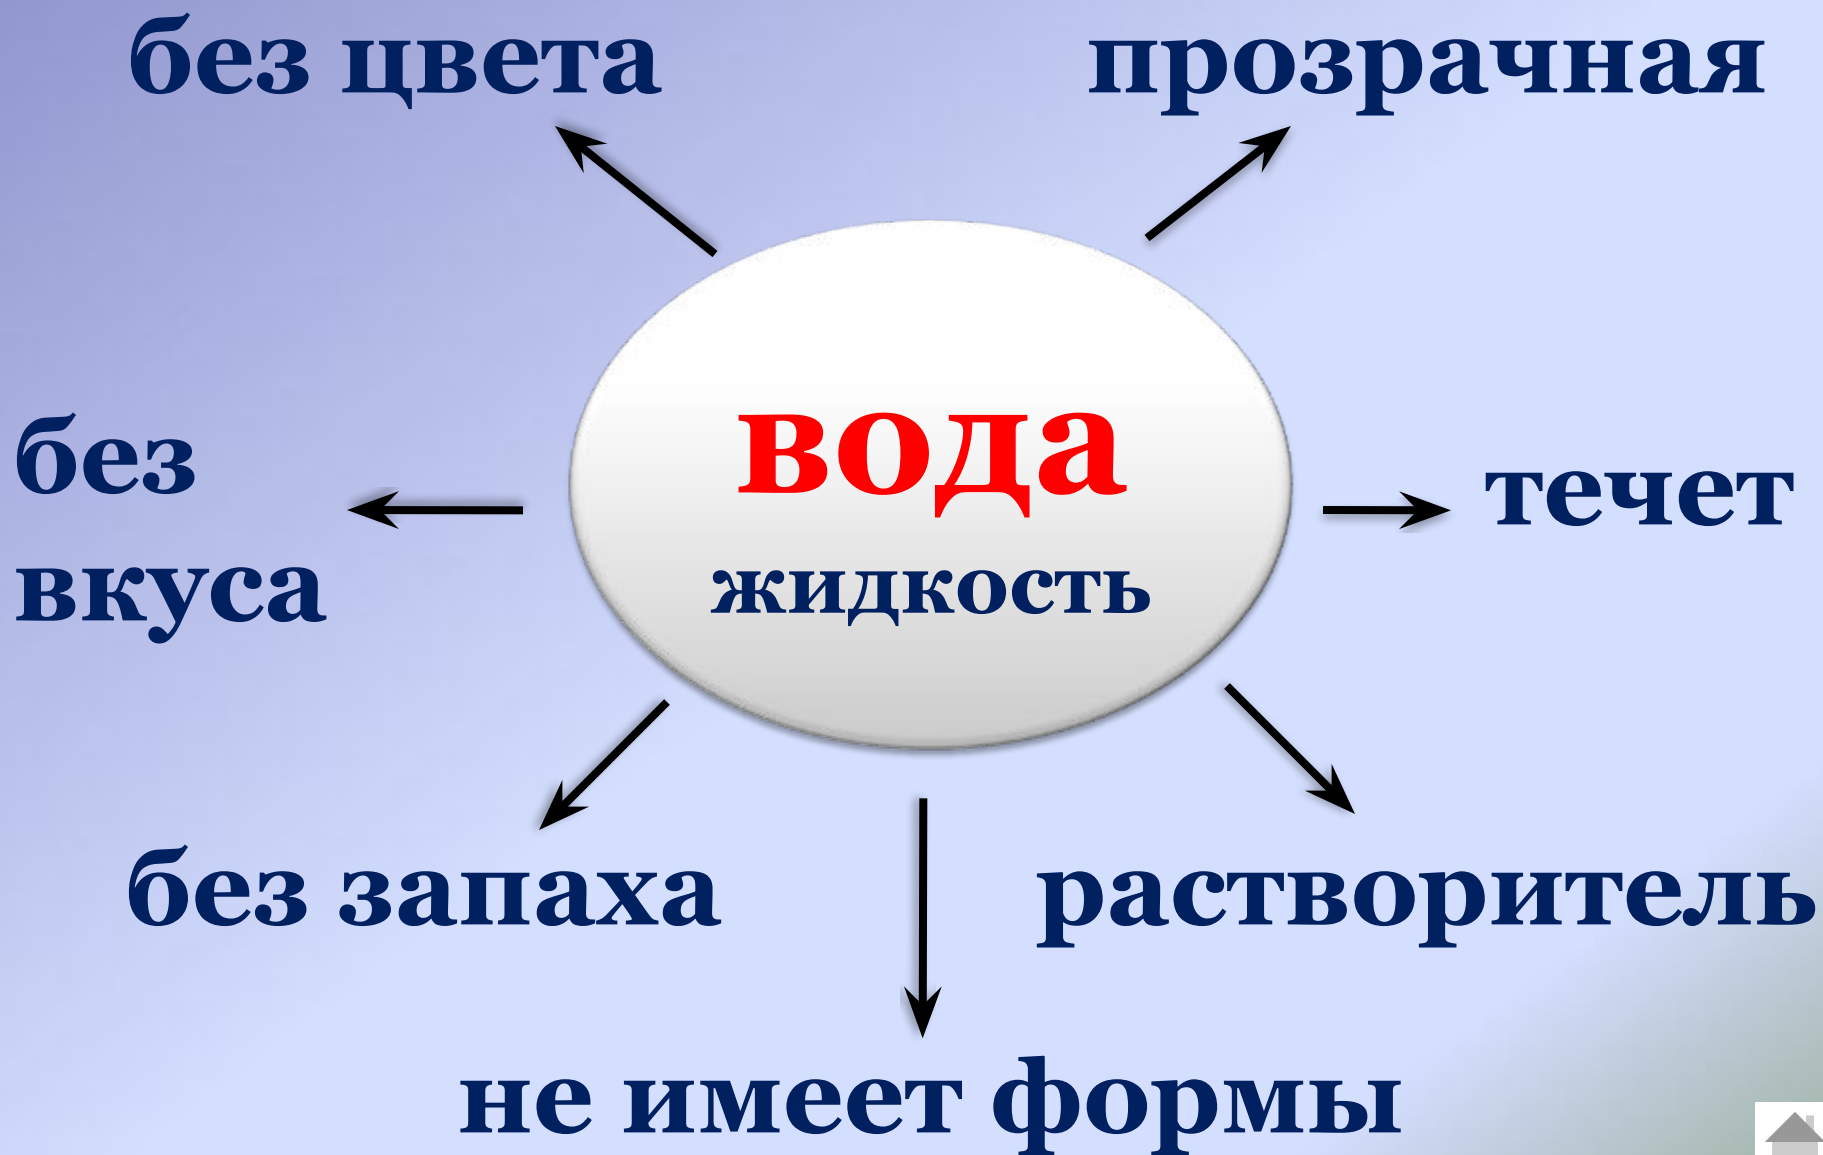 без цвета
прозрачная
вода
жидкость
без
вкуса
течет
без запаха
растворитель
не имеет формы